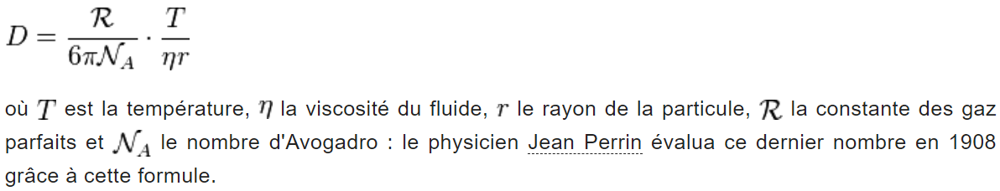 D = \frac{\mathcal{R}}{6\pi\mathcal{N}_A} \cdot \frac{T}{\eta r}
où T est la température, η la viscosité du fluide, r le rayon de la particule, \mathcal{R} la constante des gaz
parfaits et \mathcal{N}_A le nombre d'Avogadro : le physicien Jean Perrin évalua ce dernier nombre en 1908
grâce à cette formule.